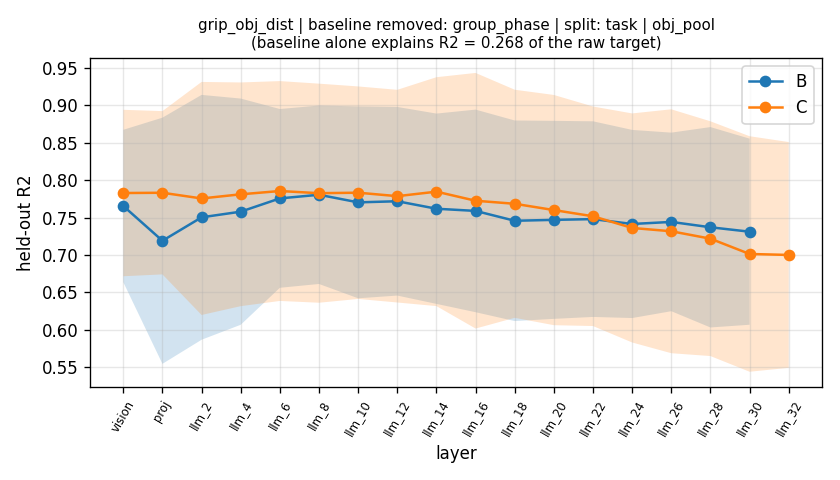 grip_obj_dist | baseline removed: group_phase | split: task | obj_pool
(baseline alone explains R2 = 0.268 of the raw target)
held-out R2
0.95
0.90
0.85
0.80
0.75
0.70
0.65
0.60
0.55
B
C
vision
proj
llm_2
llm_4
llm_6
llm_8
llm_10
llm_12
llm_14
llm_16
llm_18
llm_20
llm_22
llm_24
llm_26
llm_28
llm_30
llm_32
layer